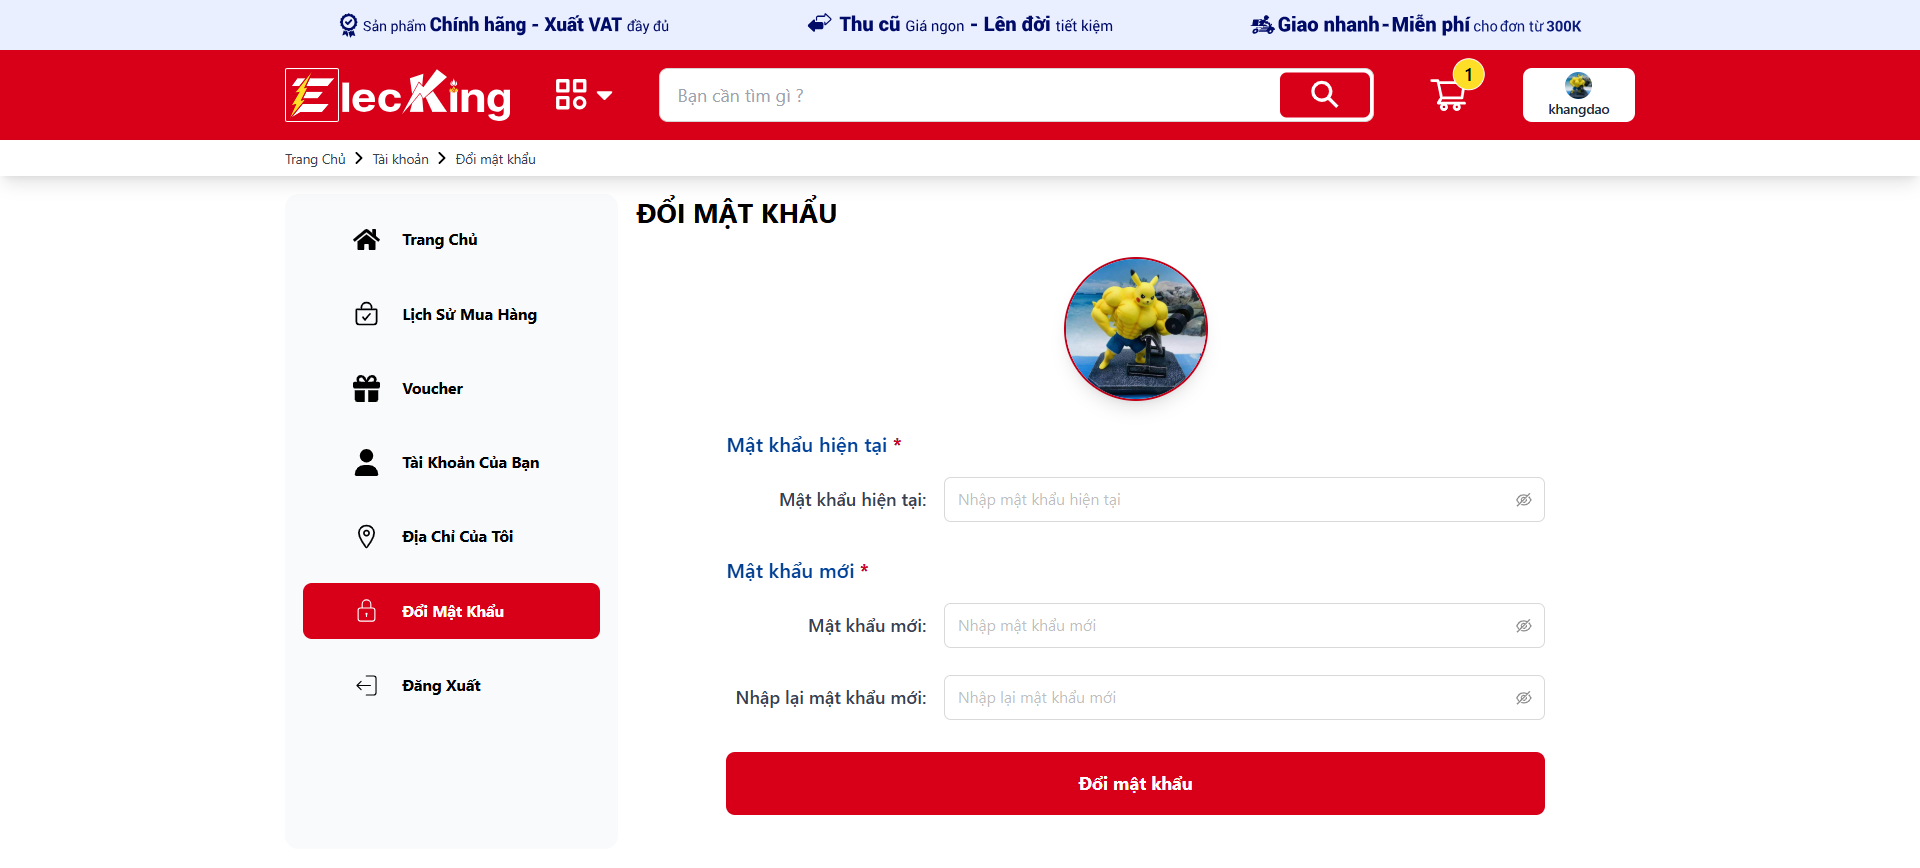 Sản phẩm Chính hãng - Xuất VAT đầy đủ
Thu cũ Giá ngon - Lên đời tiết kiệm
Giao nhanh - Miễn phí cho đơn từ 300K
ElecKing
Bạn cần tìm gì ?
1
khangdao
Trang Chủ > Tài khoản > Đổi mật khẩu
Trang Chủ
Lịch Sử Mua Hàng
Voucher
Tài Khoản Của Bạn
Địa Chỉ Của Tôi
Đổi Mật Khẩu
Đăng Xuất
ĐỔI MẬT KHẨU
Mật khẩu hiện tại *
Mật khẩu hiện tại: Nhập mật khẩu hiện tại
Mật khẩu mới *
Mật khẩu mới: Nhập mật khẩu mới
Nhập lại mật khẩu mới: Nhập lại mật khẩu mới
Đổi mật khẩu